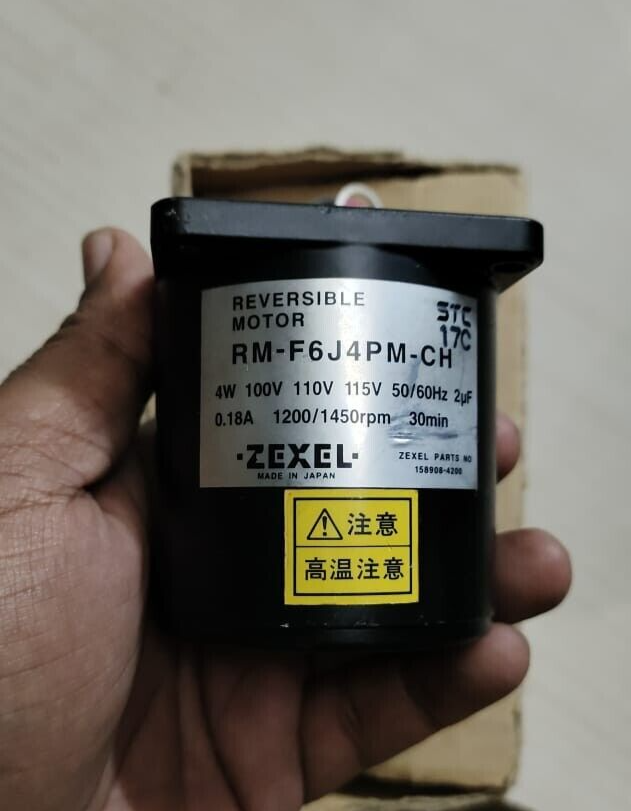 REVERSIBLE
MOTOR
STC
17C
RM-F6J4PM-CH
4W 100V 110V 115V 50/60Hz 2μF
0.18A 1200/1450rpm 30min
·ZEXEL·
MADE IN JAPAN
ZEXEL PARTS NO
158908-4200
注意
高温注意